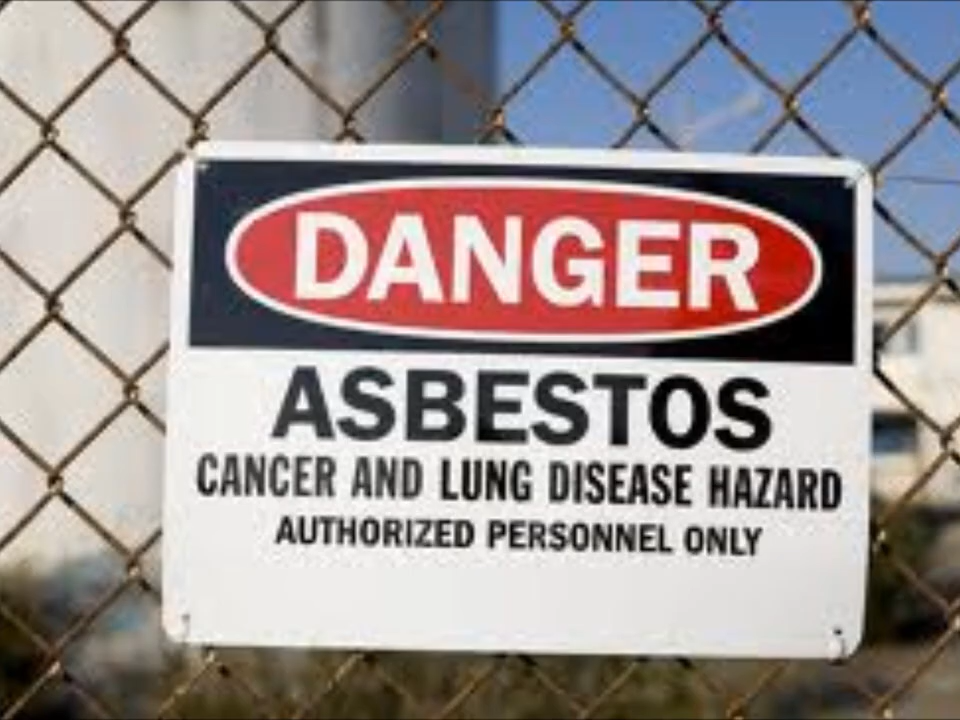 DANGER
ASBESTOS
CANCER AND LUNG DISEASE HAZARD
AUTHORIZED PERSONNEL ONLY